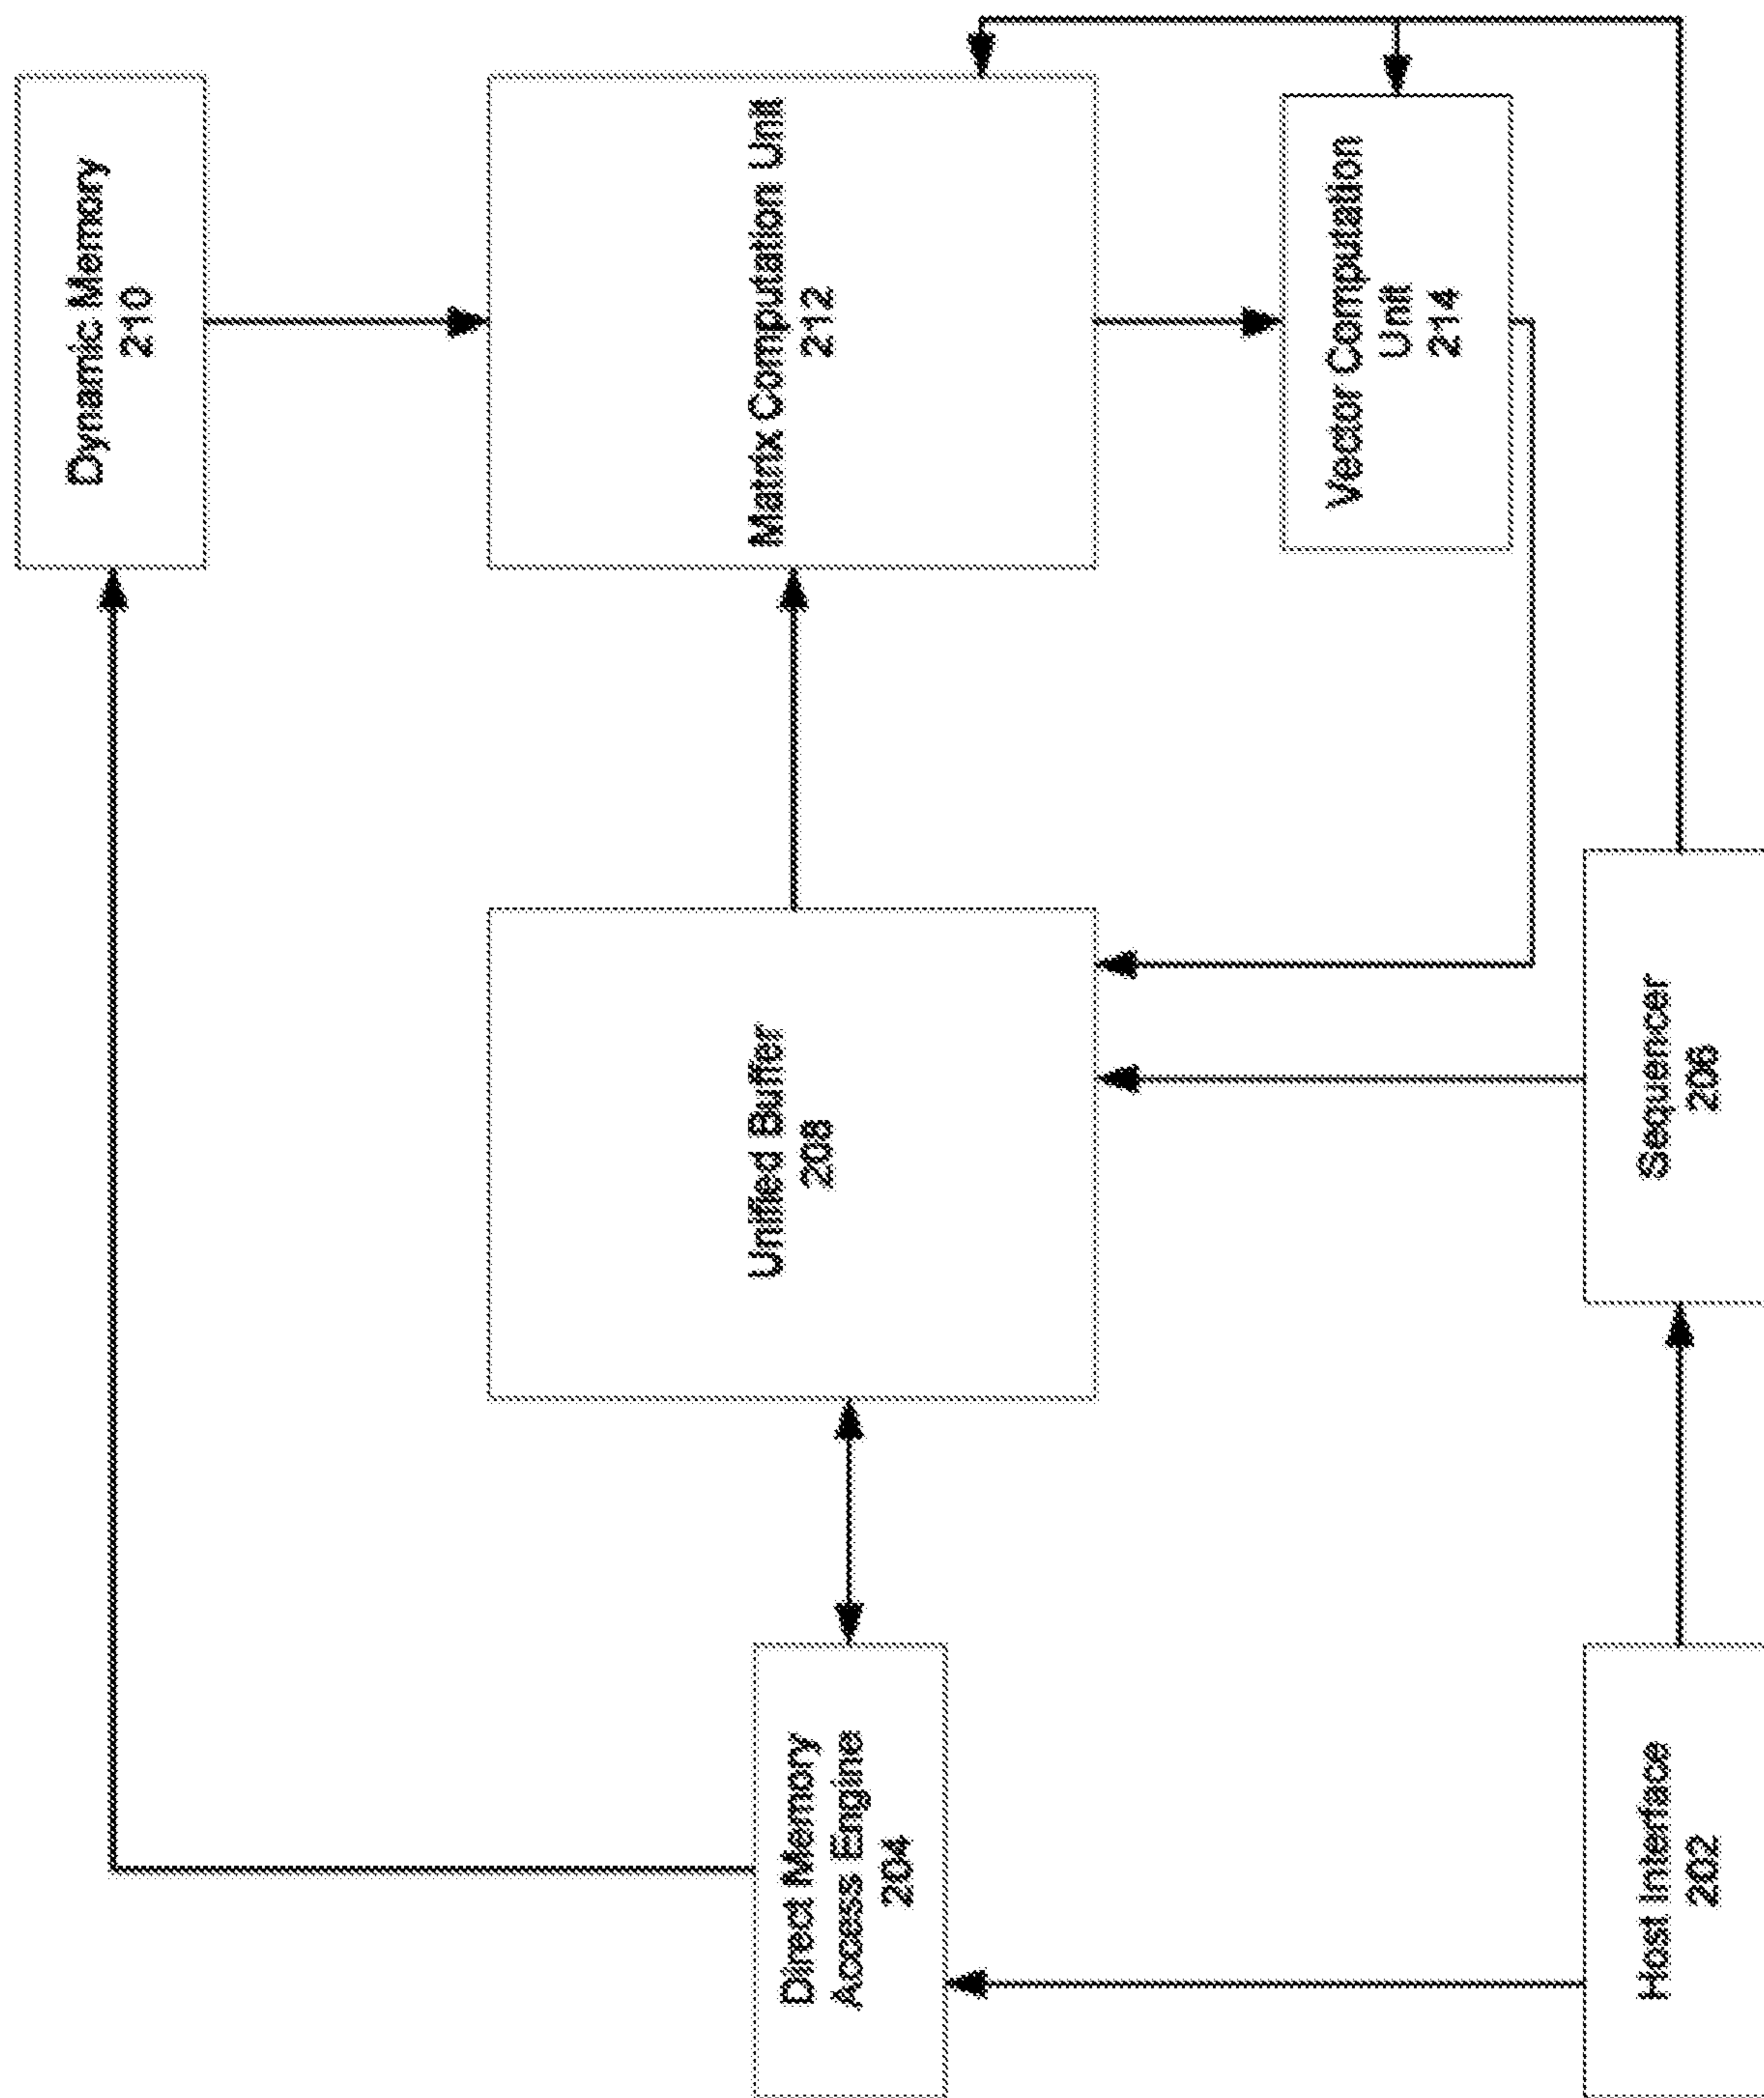 Dynamic Memory
210
Matrix Computation Unit
212
Vector Computation
Unit
214
Unified Buffer
208
Sequencer
206
Direct Memory
Access Engine
204
Host Interface
202